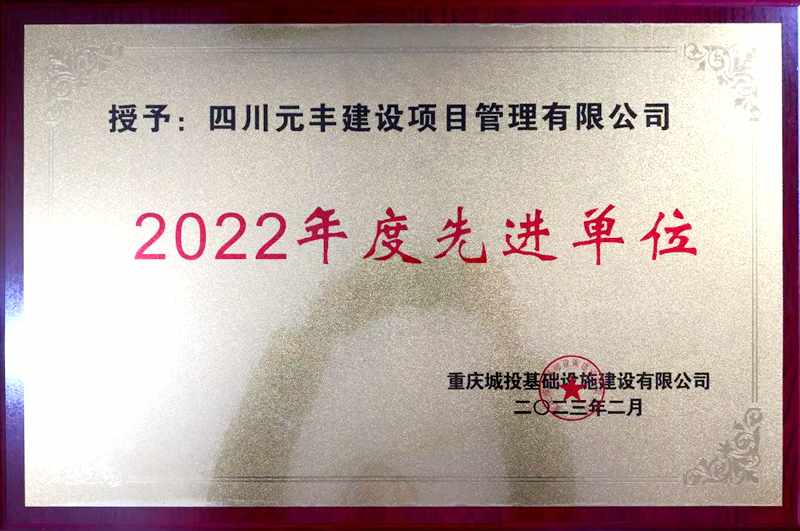 授予：四川元丰建设项目管理有限公司
2022年度先进单位
重庆城投基础设施建设有限公司
二〇二三年二月